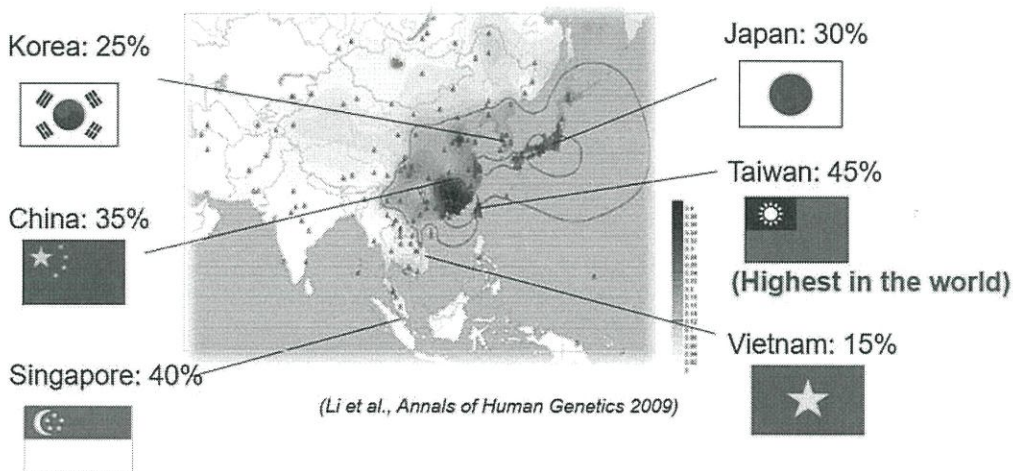 Korea: 25%
Japan: 30%
China: 35%
Taiwan: 45%
(Highest in the world)
Singapore: 40%
Vietnam: 15%
(Li et al., Annals of Human Genetics 2009)